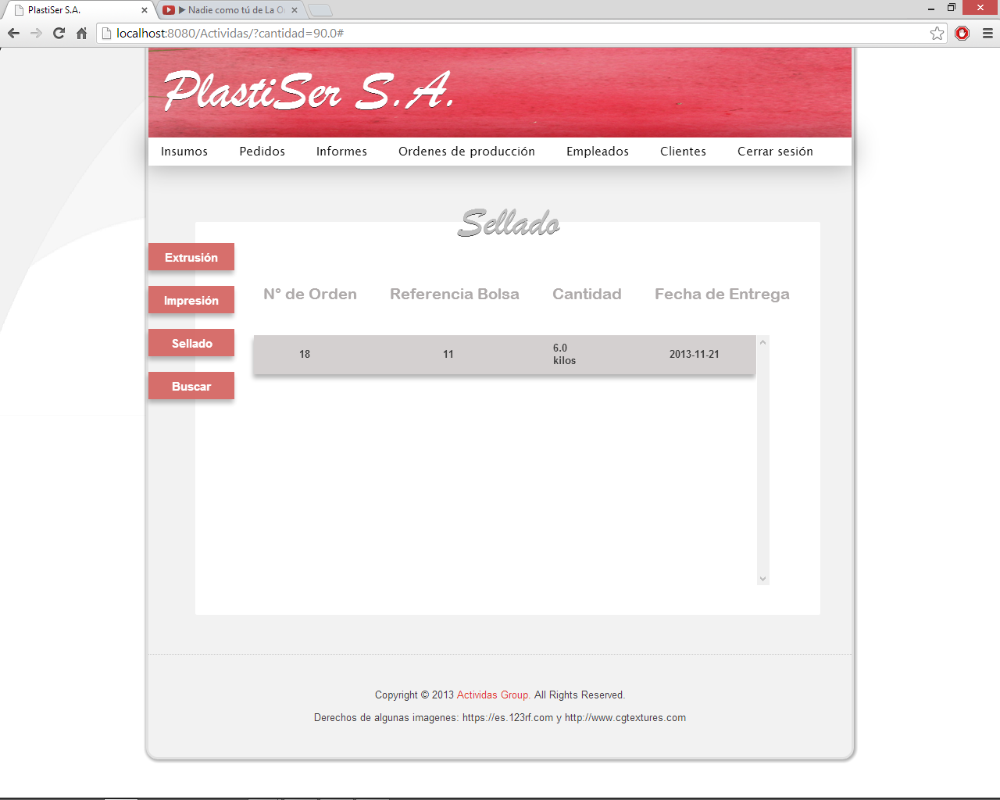 PlastiSer S.A.
▶ Nadie como tú de La O
localhost:8080/Actividas/?cantidad=90.0#
PlastiSer S.A.
Insumos Pedidos Informes Ordenes de producción Empleados Clientes Cerrar sesión
Sellado
Extrusión
Impresión
Sellado
Buscar
N° de Orden Referencia Bolsa Cantidad Fecha de Entrega
18 11 6.0 kilos 2013-11-21
Copyright © 2013 Actividas Group. All Rights Reserved.
Derechos de algunas imagenes: https://es.123rf.com y http://www.cgtextures.com